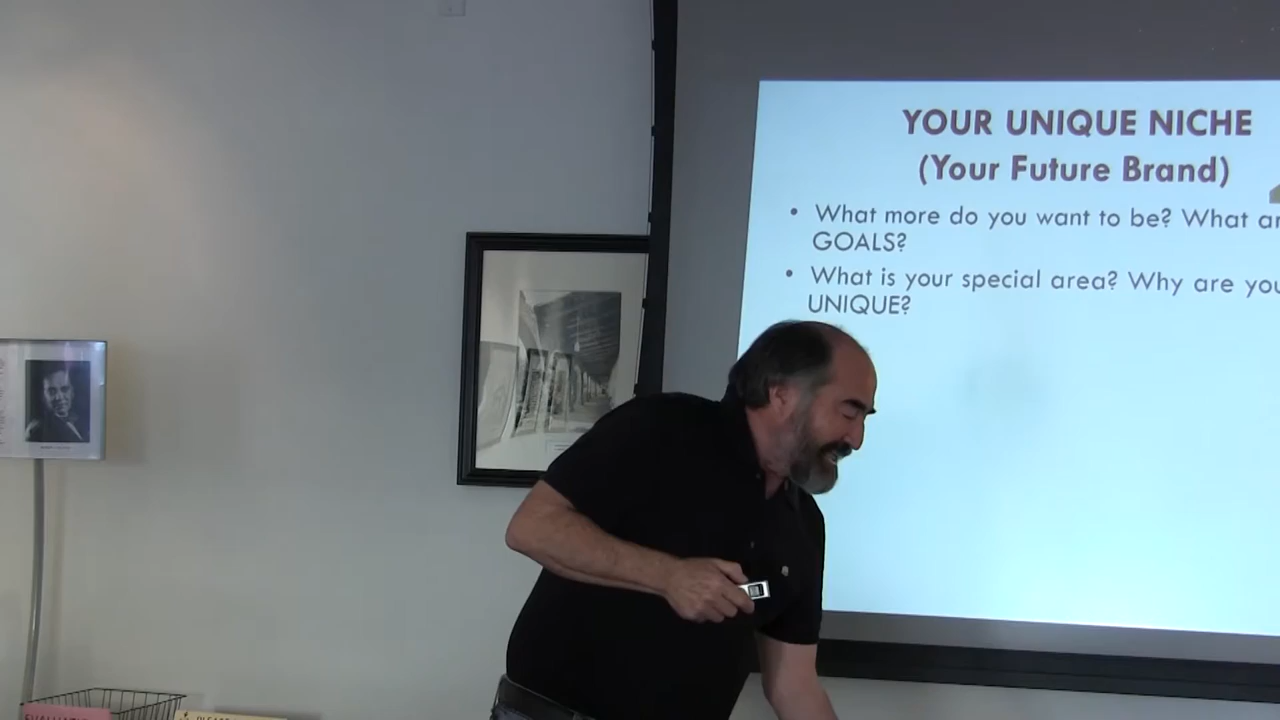 YOUR UNIQUE NICHE
(Your Future Brand)
• What more do you want to be? What
GOALS?
• What is your special area? Why are you
UNIQUE?